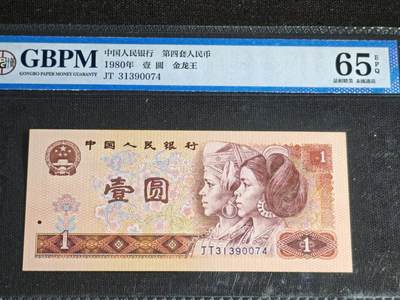 GBPM
GONGBO PAPER MONEY GUARANTY
中国人民银行 第四套人民币
1980年 壹圆 金龙王
JT 31390074
65 EPQ
中国人民银行
壹圆
1
JT31390074
1
1